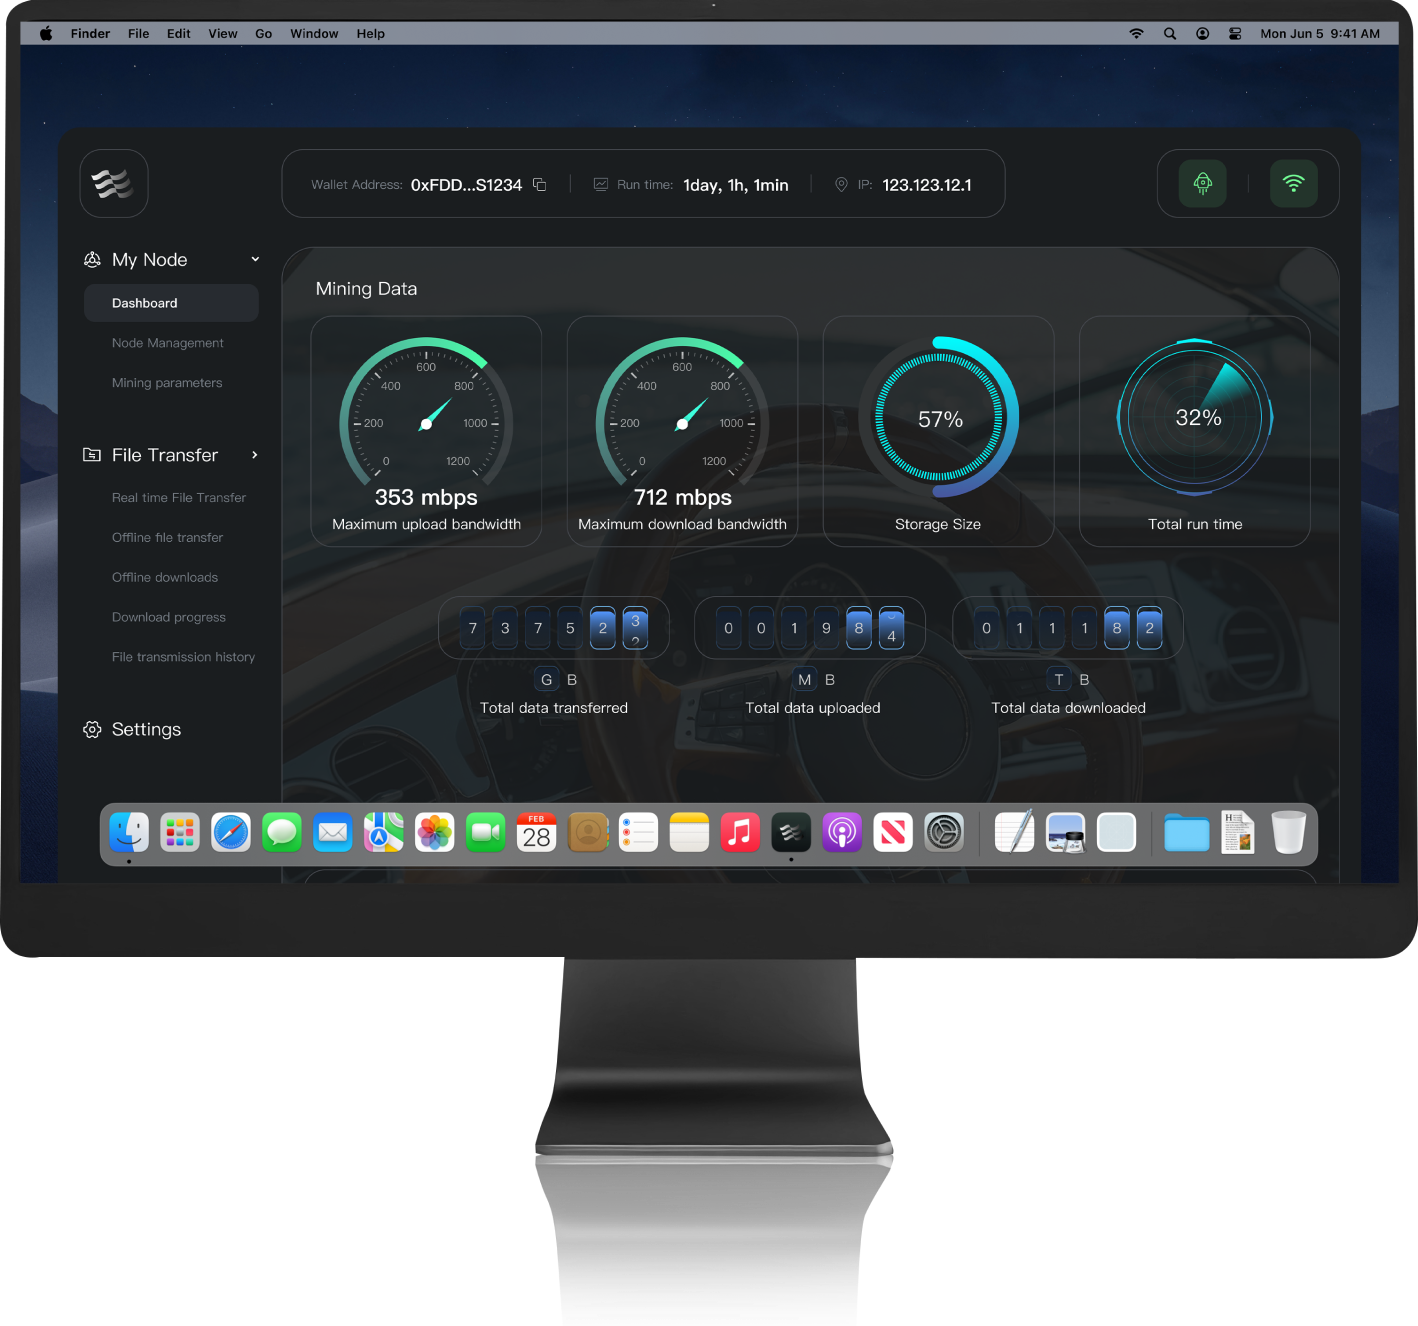 Finder File Edit View Go Window Help Mon Jun 5 9:41 AM
Wallet Address: 0xFDD...S1234 Run time: 1day, 1h, 1min IP: 123.123.12.1
My Node
Dashboard
Node Management
Mining parameters
File Transfer
Real time File Transfer
Offline file transfer
Offline downloads
Download progress
File transmission history
Settings
Mining Data
0 200 400 600 800 1000 1200
353 mbps
Maximum upload bandwidth
0 200 400 600 800 1000 1200
712 mbps
Maximum download bandwidth
57%
Storage Size
32%
Total run time
7 3 7 5 2 3 2
G B
Total data transferred
0 0 1 9 8 4
M B
Total data uploaded
0 1 1 1 8 2
T B
Total data downloaded
FEB
28